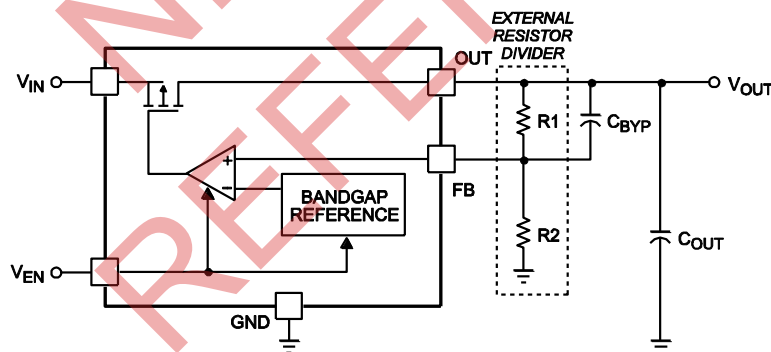 EXTERNAL
RESISTOR
DIVIDER
OUT
VIN
VOUT
R1
CBYP
+
−
FB
BANDGAP
REFERENCE
R2
COUT
VEN
GND